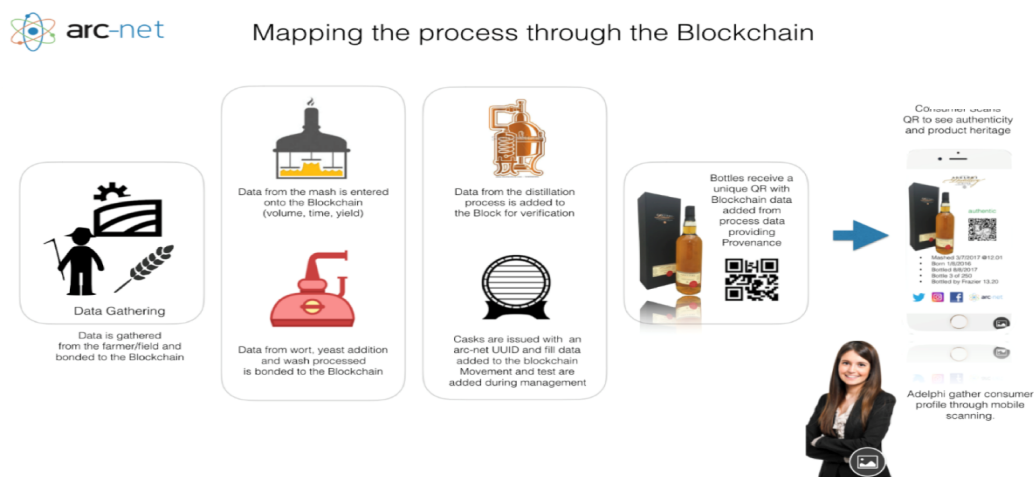 arc-net
Mapping the process through the Blockchain
Data Gathering
Data is gathered
from the farmer/field and
bonded to the Blockchain
Data from the mash is entered
onto the Blockchain
(volume, time, yield)
Data from wort, yeast addition
and wash processed
is bonded to the Blockchain
Data from the distillation
process is added to
the Block for verification
Casks are issued with an
arc-net UUID and fill data
added to the blockchain
Movement and test are
added during management
Bottles receive a
unique QR with
Blockchain data
added from
process data
providing
Provenance
Consumer Scans
QR to see authenticity
and product heritage
authentic
• Mashed 3/7/2017 @12.01
• Born 1/8/2016
• Bottled 8/8/2017
• Bottle 3 of 250
• Bottled by Frazier 13.20
arc-net
Adelphi gather consumer
profile through mobile
scanning.